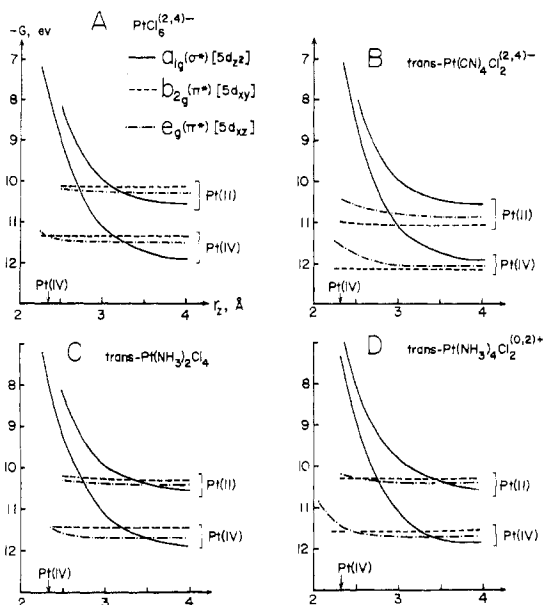 -G, ev
A
PtCl6(2,4)−
a1g(σ*) [5dz2]
b2g(π*) [5dxy]
eg(π*) [5dxz]
7
8
9
10
11
12
Pt(II)
Pt(IV)
Pt(IV)
2
3
4
rz, Å
B
trans-Pt(CN)4Cl2(2,4)−
7
8
9
10
11
12
Pt(II)
Pt(IV)
Pt(IV)
2
3
4
C
trans-Pt(NH3)2Cl4
8
9
10
11
12
Pt(II)
Pt(IV)
Pt(IV)
2
3
4
D
trans-Pt(NH3)4Cl2(0,2)+
8
9
10
11
12
Pt(II)
Pt(IV)
Pt(IV)
2
3
4